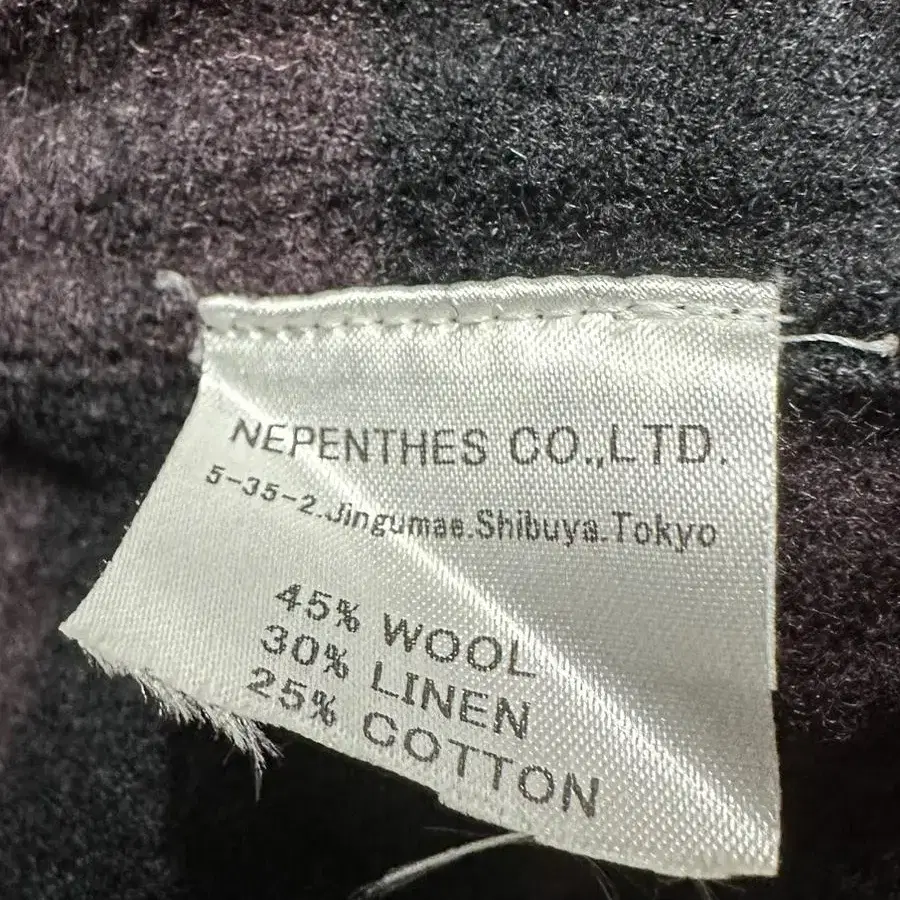 NEPENTHES CO.,LTD.
5-35-2.Jingumae.Shibuya.Tokyo
45% WOOL
30% LINEN
25% COTTON